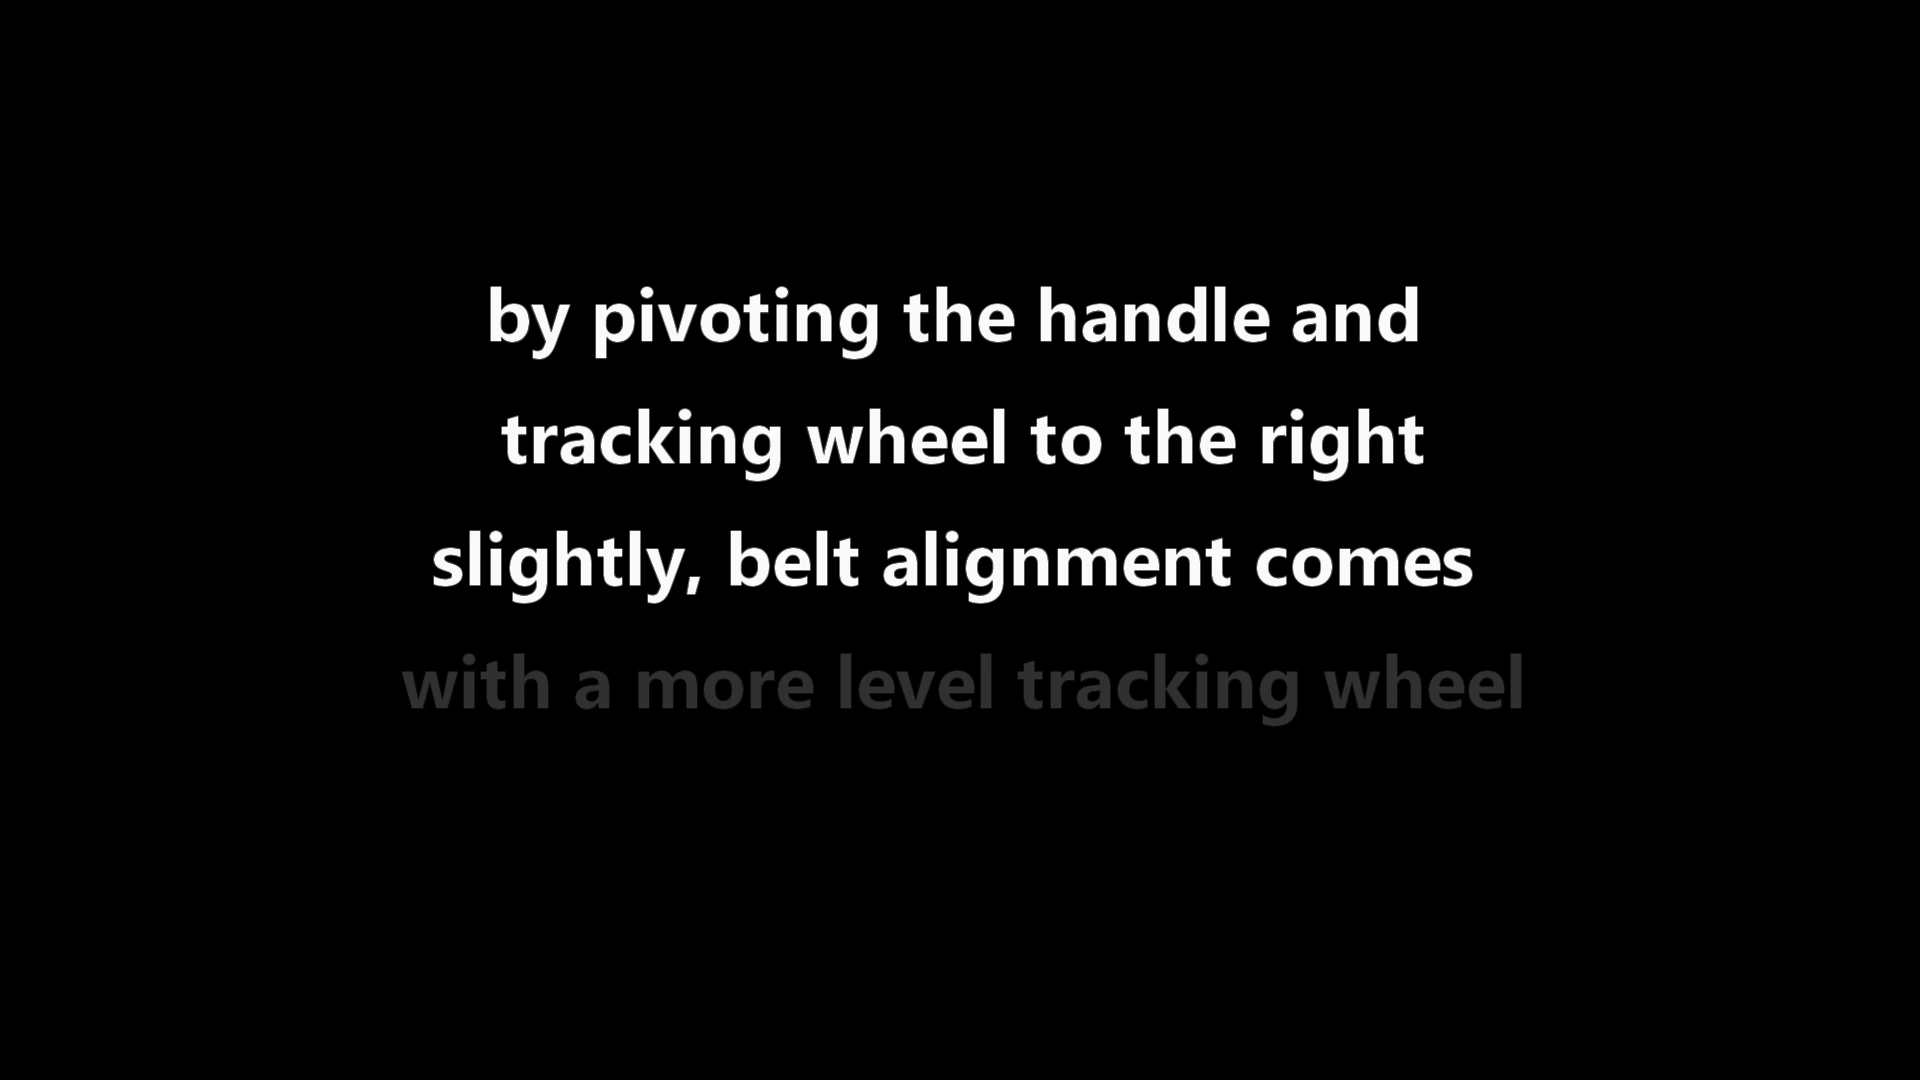 by pivoting the handle and
tracking wheel to the right
slightly, belt alignment comes
with a more level tracking wheel